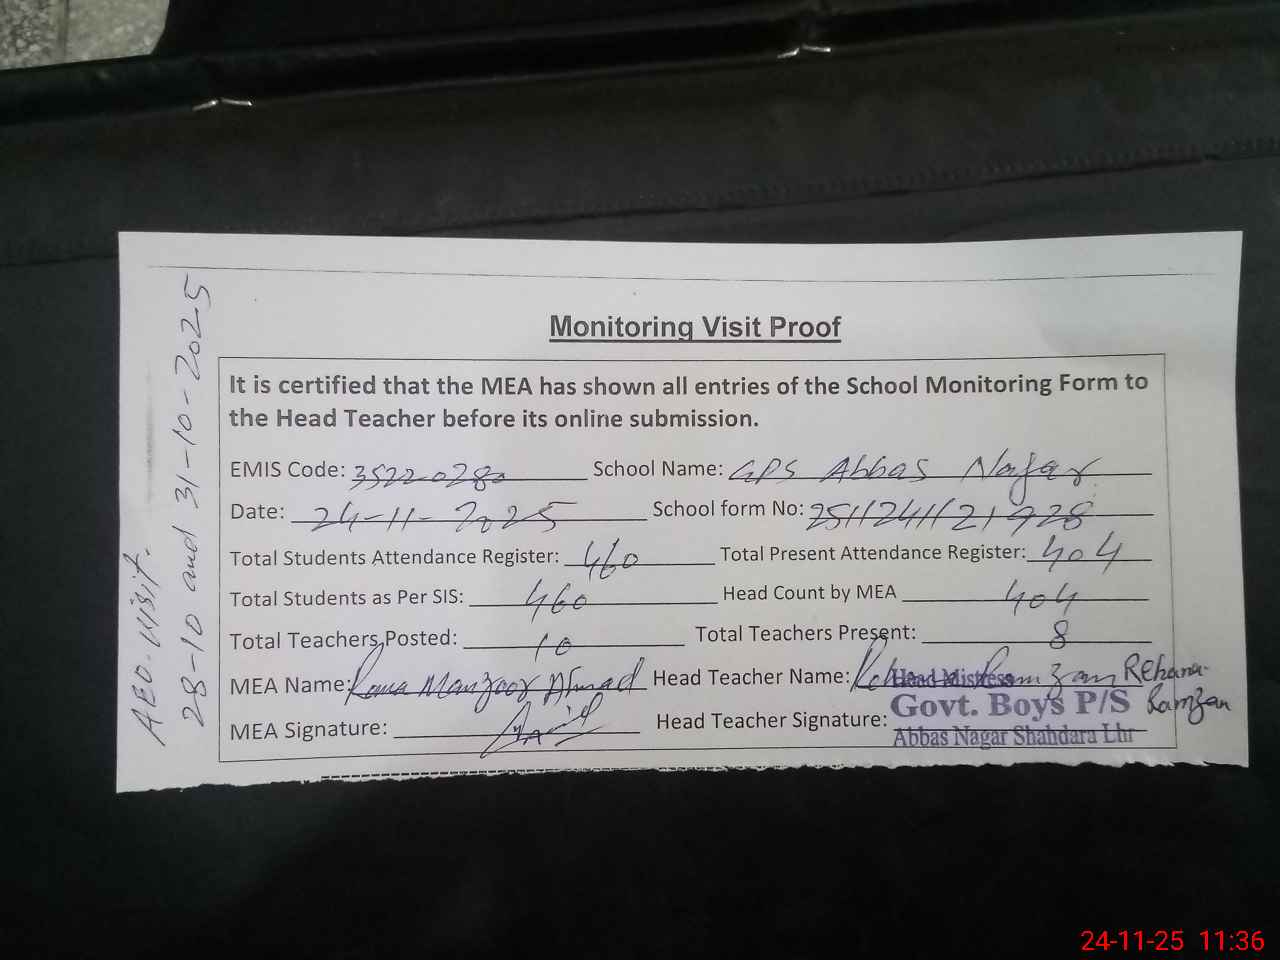 Monitoring Visit Proof
It is certified that the MEA has shown all entries of the School Monitoring Form to
the Head Teacher before its online submission.
EMIS Code: 35220280 School Name: GPS Abbas Nagar
Date: 24-11-2025 School form No: 2511241121928
Total Students Attendance Register: 460 Total Present Attendance Register: 404
Total Students as Per SIS: 460 Head Count by MEA 404
Total Teachers Posted: 10 Total Teachers Present: 8
MEA Name: Rana Manzoor Ahmad Head Teacher Name: Rehana Ramzan
REhana
Ramzan
MEA Signature: Head Teacher Signature:
Head Mistress
Govt. Boys P/S
Abbas Nagar Shahdara Lhr
AEO. Visit.
28-10 and 31-10-2025
24-11-25 11:36